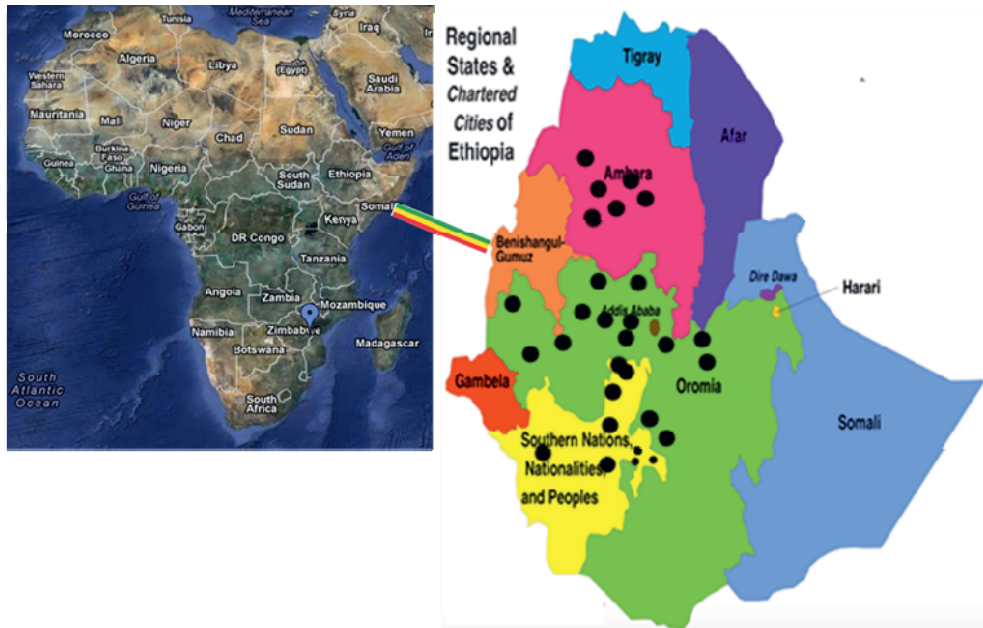 Mediterranean
Sea
Tunisia
Syria
Iraq
Morocco
Algeria
Libya
(Egypt)
Western
Sahara
Saudi
Arabia
Mauritania
Mali
Niger
Chad
Sudan
Yemen
Gulf of
Aden
Burkina
Faso
Guinea
Ghana
Nigeria
South
Sudan
Ethiopia
Gulf of
Guinea
Gabon
DR Congo
Kenya
Somali
Tanzania
Angola
Zambia
Mozambique
Namibia
Zimbabwe
Botswana
Madagascar
South
Atlantic
Ocean
South
Africa
Regional
States &
Chartered
Cities of
Ethiopia
Tigray
Afar
Amhara
Benishangul-
Gumuz
Dire Dawa
Harari
Addis Ababa
Gambela
Oromia
Somali
Southern Nations,
Nationalities,
and Peoples